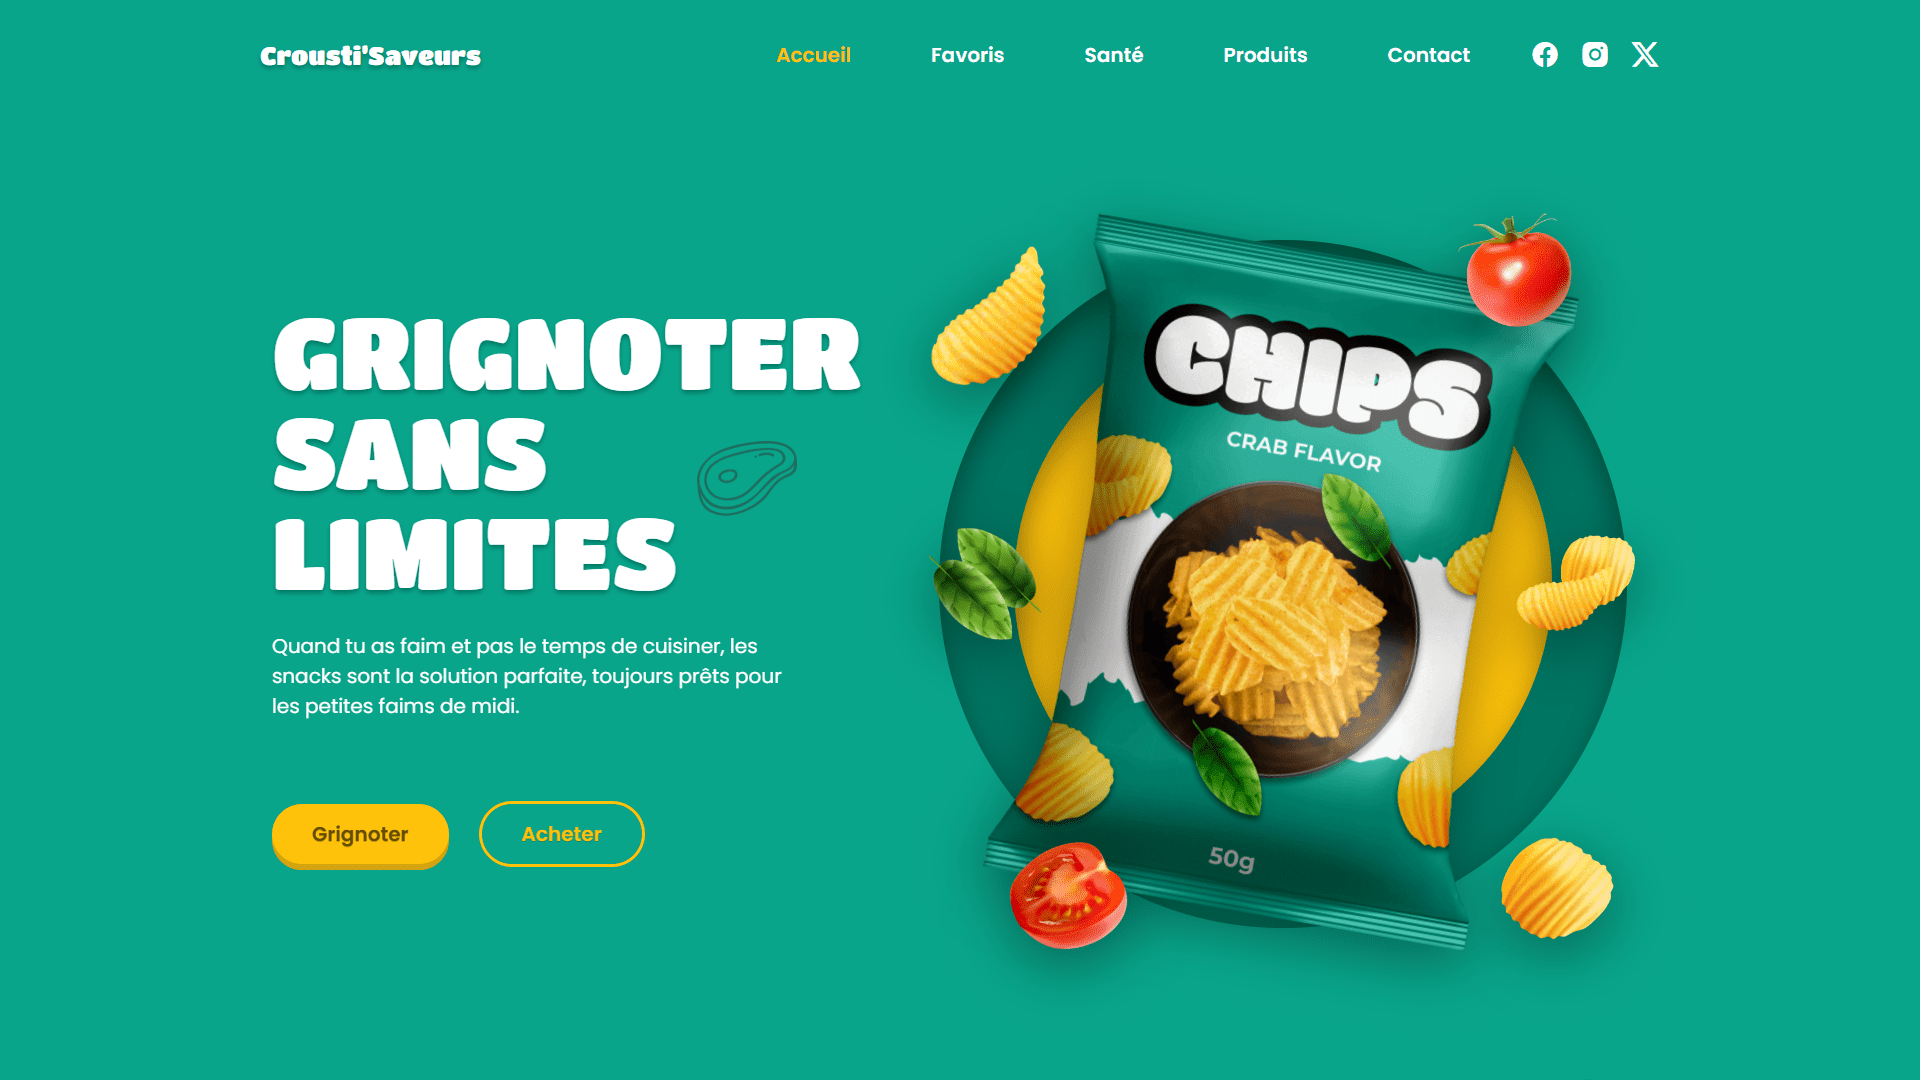 Crousti'Saveurs
Accueil
Favoris
Santé
Produits
Contact
GRIGNOTER
SANS
LIMITES
Quand tu as faim et pas le temps de cuisiner, les
snacks sont la solution parfaite, toujours prêts pour
les petites faims de midi.
Grignoter
Acheter
CHIPS
CRAB FLAVOR
50g